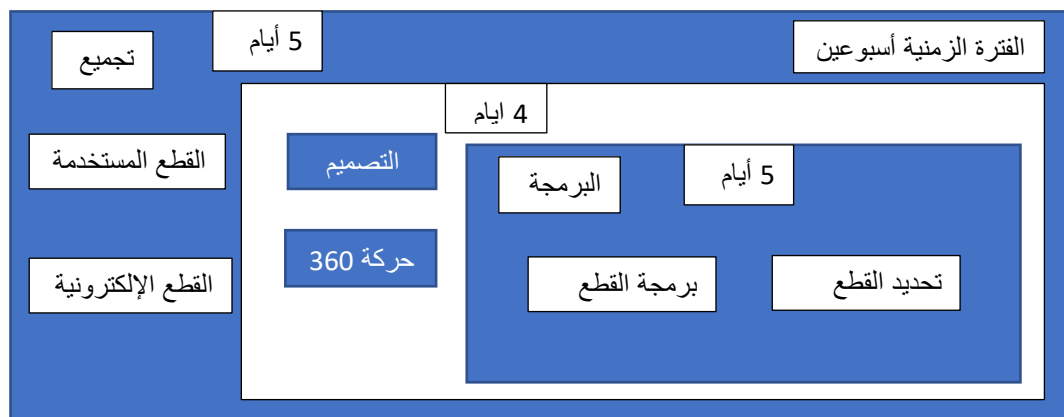 الفترة الزمنية أسبوعين
5 أيام
تجميع
4 ايام
القطع المستخدمة
التصميم
5 أيام
البرمجة
حركة 360
القطع الإلكترونية
تحديد القطع
برمجة القطع